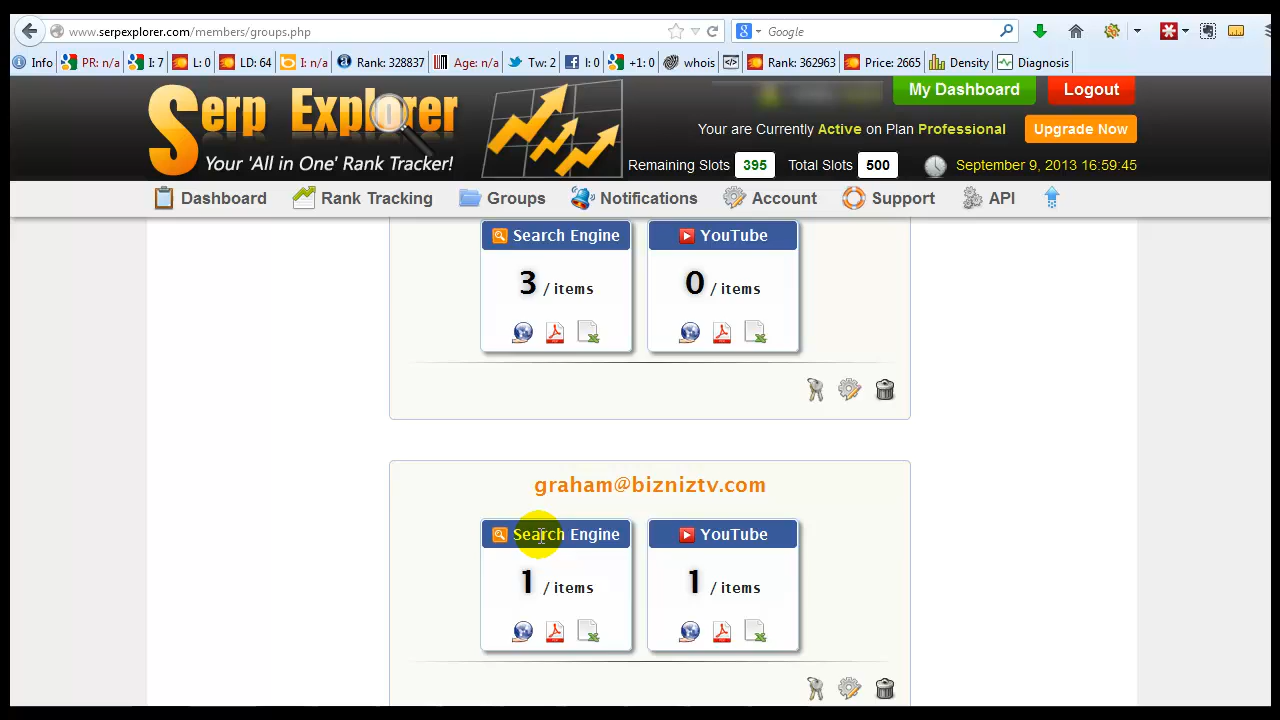 www.serpexplorer.com/members/groups.php
Google
Info PR: n/a I: 7 L: 0 LD: 64 I: n/a Rank: 328837 Age: n/a Tw: 2 I: 0 +1: 0 whois Rank: 362963 Price: 2665 Density Diagnosis
Serp Explorer
Your 'All in One' Rank Tracker!
My Dashboard
Logout
Your are Currently Active on Plan Professional
Upgrade Now
Remaining Slots 395 Total Slots 500 September 9, 2013 16:59:45
Dashboard Rank Tracking Groups Notifications Account Support API
Search Engine YouTube
3 / items 0 / items
graham@bizniztv.com
Search Engine YouTube
1 / items 1 / items